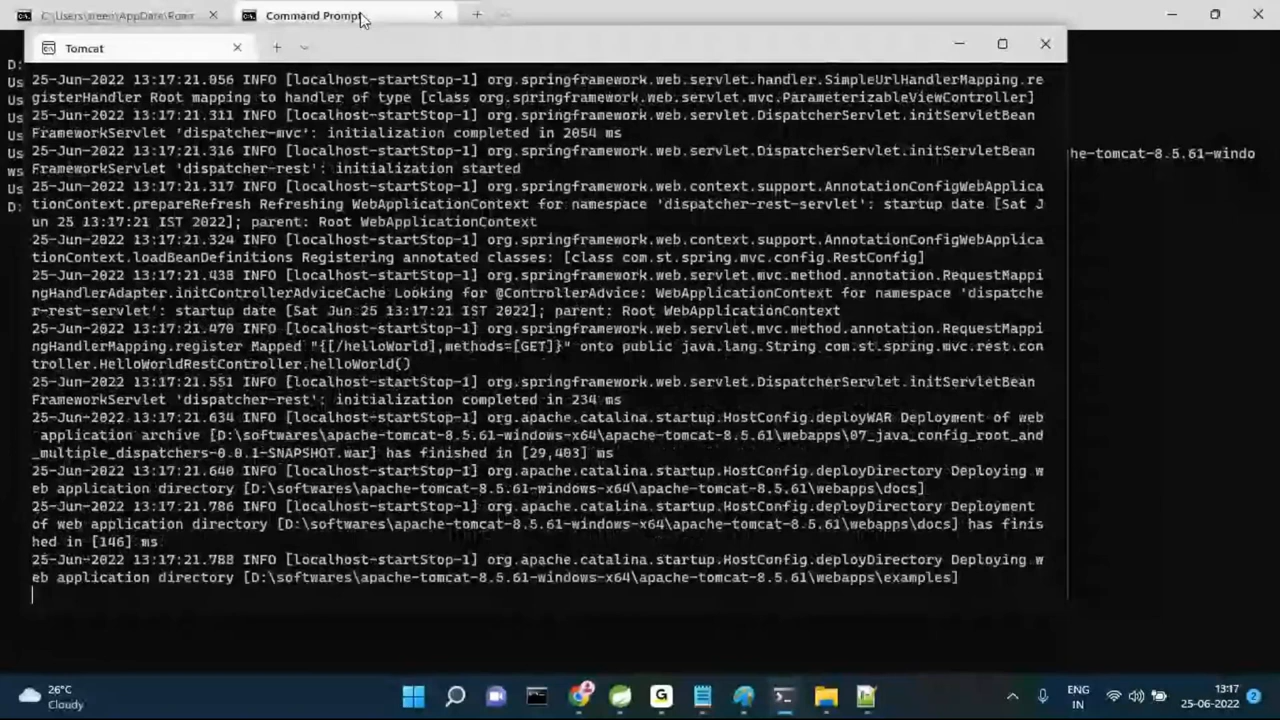 C:\Users\neen\AppData\Roami
Command Prompt
Tomcat
D:
Us
Us
Us
Us
ws
Us
D:
he-tomcat-8.5.61-windo
25-Jun-2022 13:17:21.056 INFO [localhost-startStop-1] org.springframework.web.servlet.handler.SimpleUrlHandlerMapping.re
gisterHandler Root mapping to handler of type [class org.springframework.web.servlet.mvc.ParameterizableViewController]
25-Jun-2022 13:17:21.311 INFO [localhost-startStop-1] org.springframework.web.servlet.DispatcherServlet.initServletBean
FrameworkServlet 'dispatcher-mvc': initialization completed in 2054 ms
25-Jun-2022 13:17:21.316 INFO [localhost-startStop-1] org.springframework.web.servlet.DispatcherServlet.initServletBean
FrameworkServlet 'dispatcher-rest': initialization started
25-Jun-2022 13:17:21.317 INFO [localhost-startStop-1] org.springframework.web.context.support.AnnotationConfigWebApplica
tionContext.prepareRefresh Refreshing WebApplicationContext for namespace 'dispatcher-rest-servlet': startup date [Sat J
un 25 13:17:21 IST 2022]; parent: Root WebApplicationContext
25-Jun-2022 13:17:21.324 INFO [localhost-startStop-1] org.springframework.web.context.support.AnnotationConfigWebApplica
tionContext.loadBeanDefinitions Registering annotated classes: [class com.st.spring.mvc.config.RestConfig]
25-Jun-2022 13:17:21.438 INFO [localhost-startStop-1] org.springframework.web.servlet.mvc.method.annotation.RequestMappi
ngHandlerAdapter.initControllerAdviceCache Looking for @ControllerAdvice: WebApplicationContext for namespace 'dispatche
r-rest-servlet': startup date [Sat Jun 25 13:17:21 IST 2022]; parent: Root WebApplicationContext
25-Jun-2022 13:17:21.470 INFO [localhost-startStop-1] org.springframework.web.servlet.mvc.method.annotation.RequestMappi
ngHandlerMapping.register Mapped "{[/helloWorld],methods=[GET]}" onto public java.lang.String com.st.spring.mvc.rest.con
troller.HelloWorldRestController.helloWorld()
25-Jun-2022 13:17:21.551 INFO [localhost-startStop-1] org.springframework.web.servlet.DispatcherServlet.initServletBean
FrameworkServlet 'dispatcher-rest': initialization completed in 234 ms
25-Jun-2022 13:17:21.634 INFO [localhost-startStop-1] org.apache.catalina.startup.HostConfig.deployWAR Deployment of web
application archive [D:\softwares\apache-tomcat-8.5.61-windows-x64\apache-tomcat-8.5.61\webapps\07_java_config_root_and
_multiple_dispatchers-0.0.1-SNAPSHOT.war] has finished in [29,403] ms
25-Jun-2022 13:17:21.640 INFO [localhost-startStop-1] org.apache.catalina.startup.HostConfig.deployDirectory Deploying w
eb application directory [D:\softwares\apache-tomcat-8.5.61-windows-x64\apache-tomcat-8.5.61\webapps\docs]
25-Jun-2022 13:17:21.786 INFO [localhost-startStop-1] org.apache.catalina.startup.HostConfig.deployDirectory Deployment
of web application directory [D:\softwares\apache-tomcat-8.5.61-windows-x64\apache-tomcat-8.5.61\webapps\docs] has finis
hed in [146] ms
25-Jun-2022 13:17:21.788 INFO [localhost-startStop-1] org.apache.catalina.startup.HostConfig.deployDirectory Deploying w
eb application directory [D:\softwares\apache-tomcat-8.5.61-windows-x64\apache-tomcat-8.5.61\webapps\examples]
26°C
Cloudy
ENG
IN
13:17
25-06-2022
2